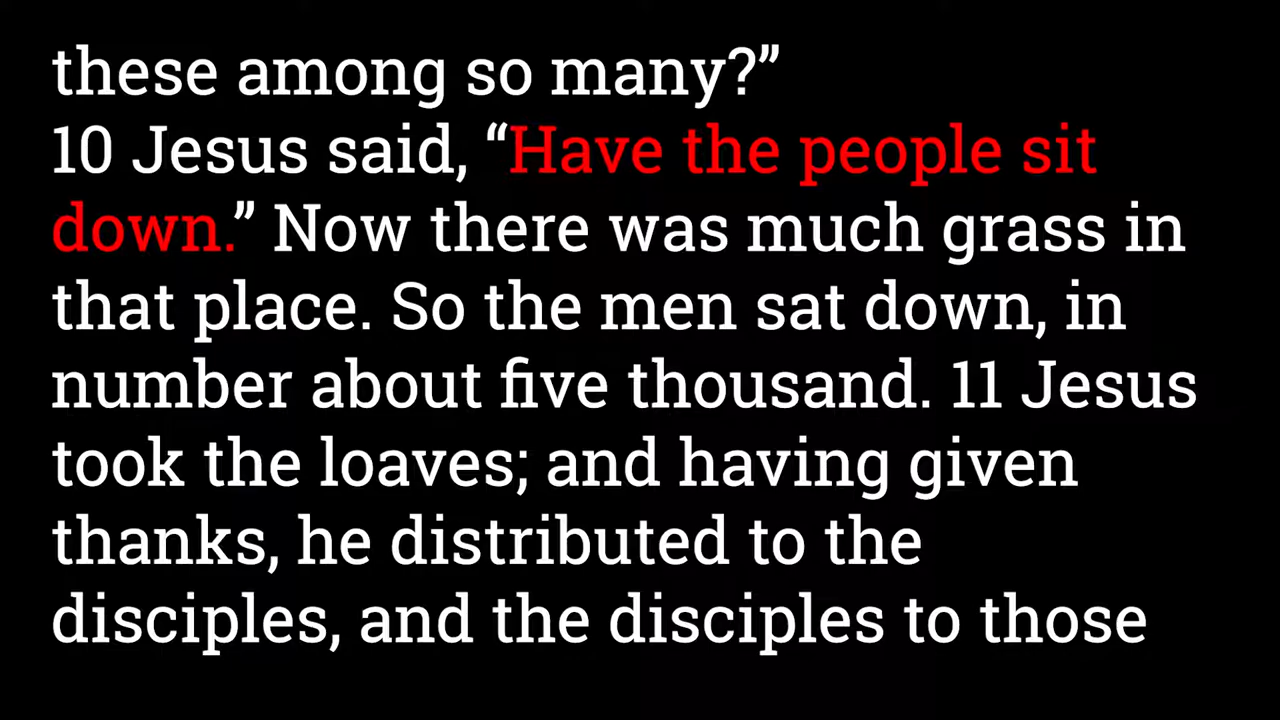 these among so many?”
10 Jesus said, “Have the people sit
down.” Now there was much grass in
that place. So the men sat down, in
number about five thousand. 11 Jesus
took the loaves; and having given
thanks, he distributed to the
disciples, and the disciples to those